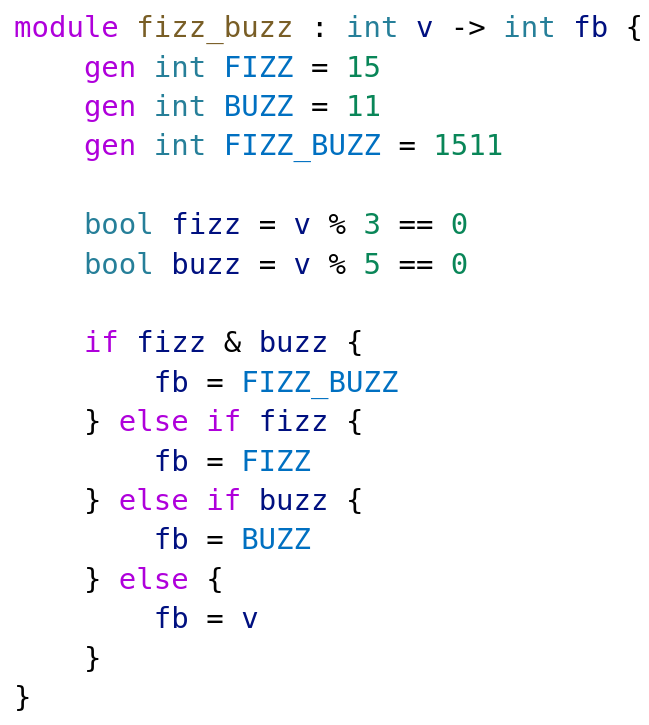 module fizz_buzz : int v -> int fb {
    gen int FIZZ = 15
    gen int BUZZ = 11
    gen int FIZZ_BUZZ = 1511

    bool fizz = v % 3 == 0
    bool buzz = v % 5 == 0

    if fizz & buzz {
        fb = FIZZ_BUZZ
    } else if fizz {
        fb = FIZZ
    } else if buzz {
        fb = BUZZ
    } else {
        fb = v
    }
}